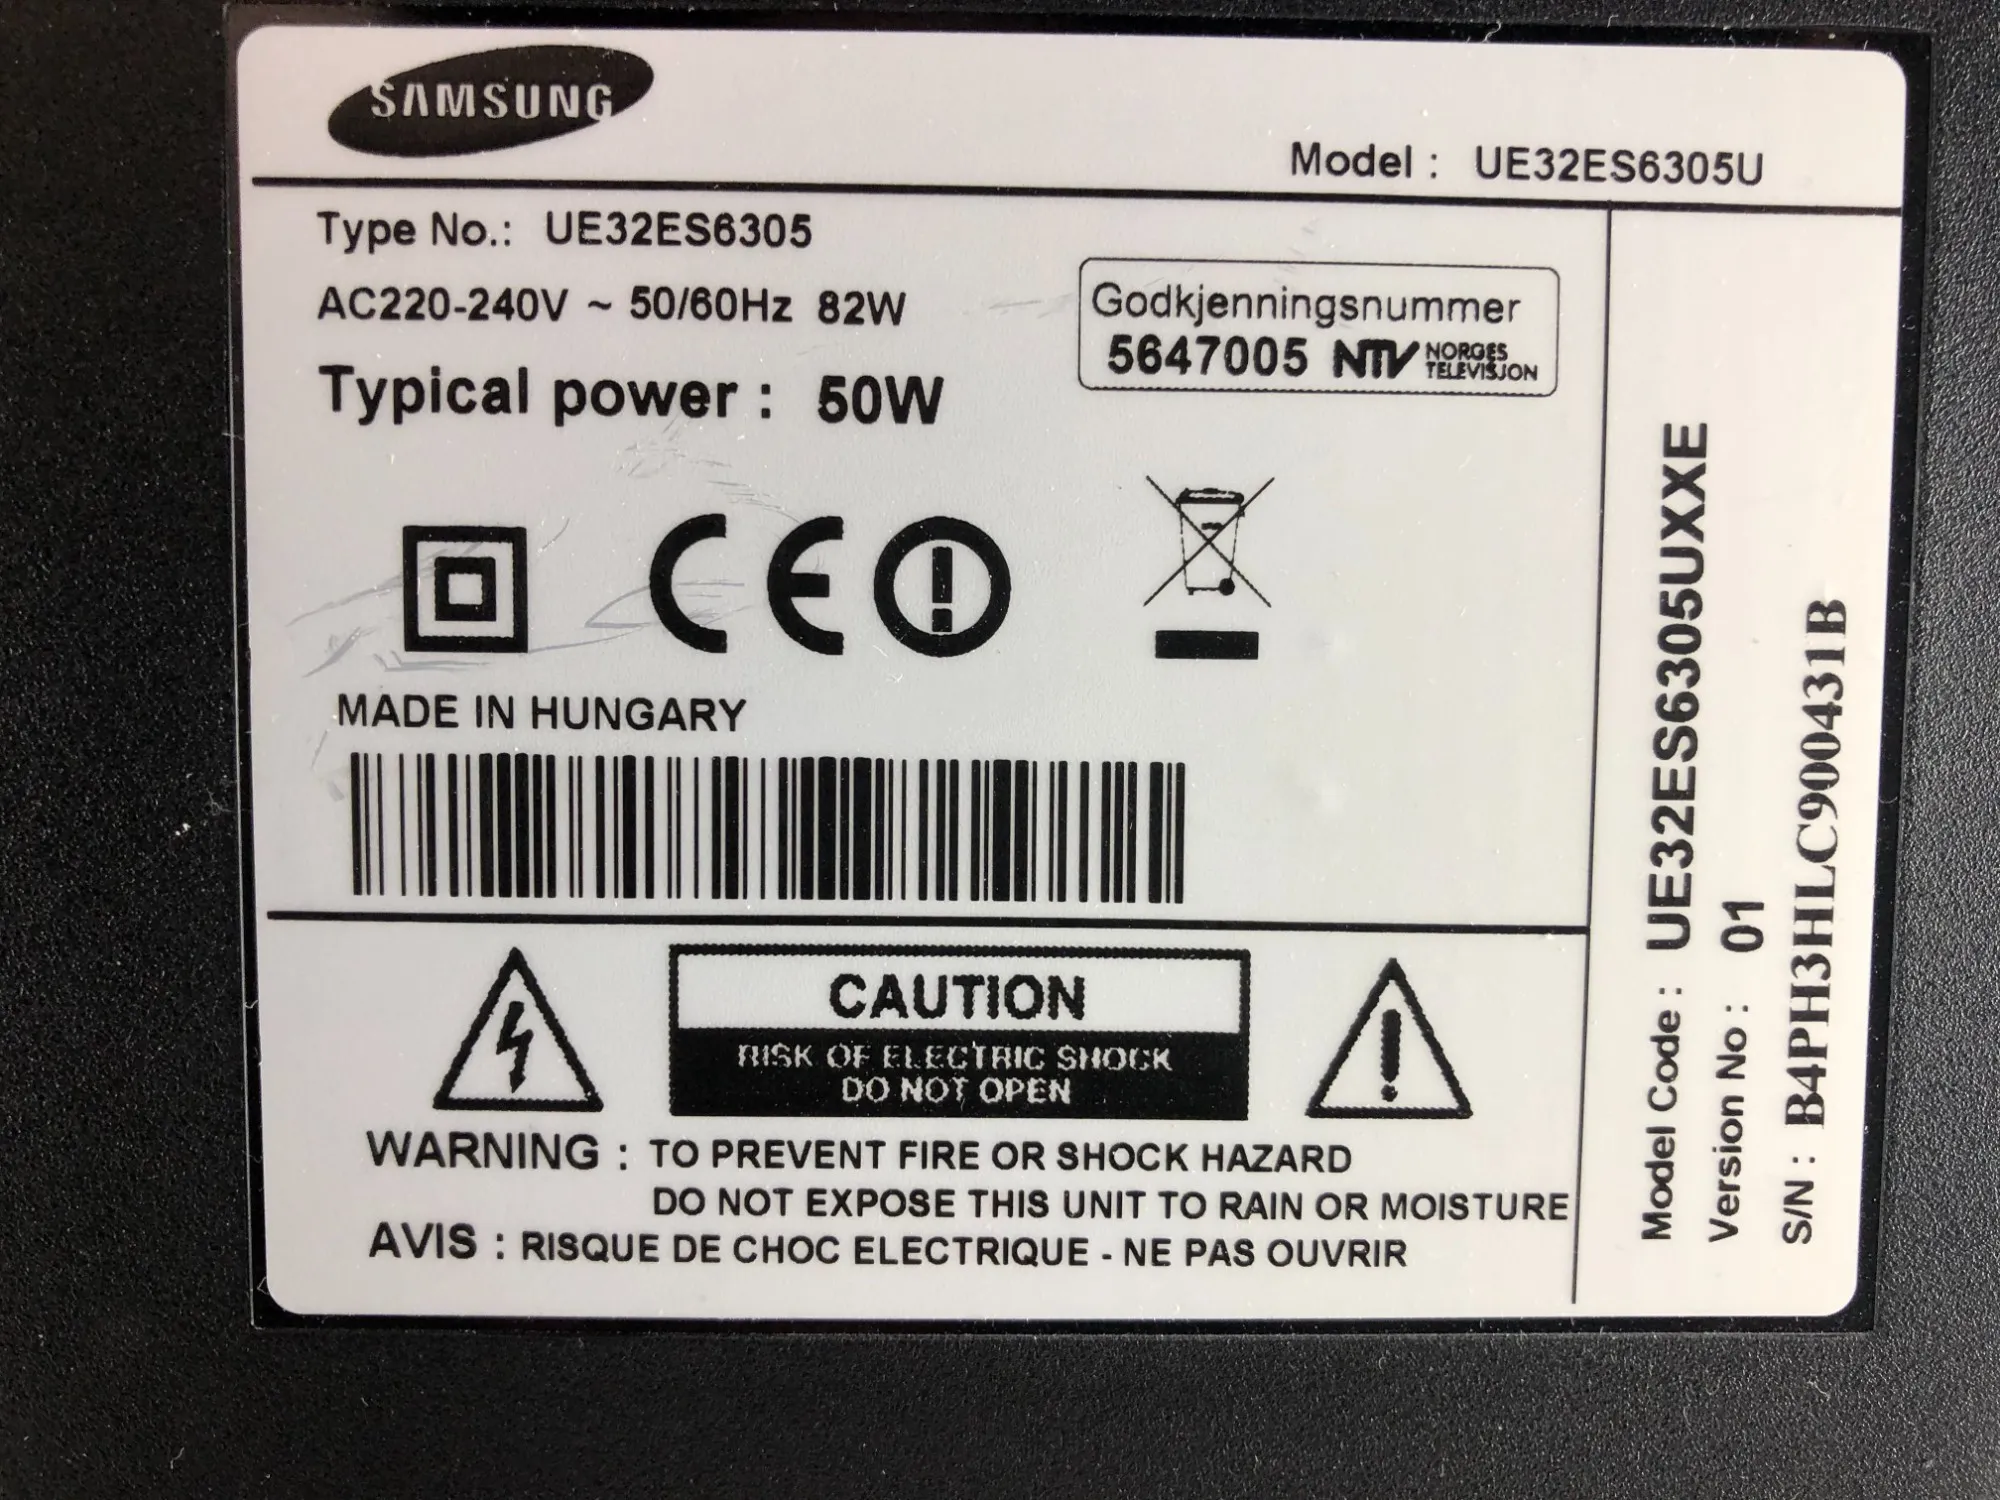 SAMSUNG
Model : UE32ES6305U
Type No.: UE32ES6305
AC220-240V ~ 50/60Hz 82W
Typical power : 50W
Godkjenningsnummer
5647005 NTV NORGES
TELEVISJON
CE
MADE IN HUNGARY
CAUTION
RISK OF ELECTRIC SHOCK
DO NOT OPEN
WARNING : TO PREVENT FIRE OR SHOCK HAZARD
DO NOT EXPOSE THIS UNIT TO RAIN OR MOISTURE
AVIS : RISQUE DE CHOC ELECTRIQUE - NE PAS OUVRIR
Model Code : UE32ES6305UXXE
Version No : 01
S/N : B4PH3HLC900431B